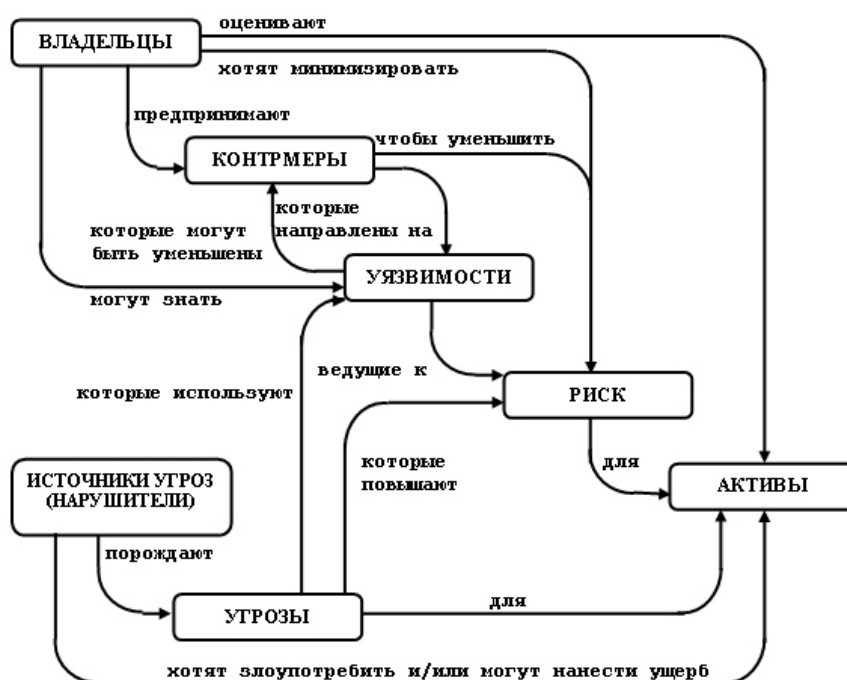 оценивают
ВЛАДЕЛЬЦЫ
хотят минимизировать
предпринимают
чтобы уменьшить
КОНТРМЕРЫ
которые
направлены на
которые могут
быть уменьшены
УЯЗВИМОСТИ
могут знать
ведущие к
которые используют
РИСК
которые
повышают
для
ИСТОЧНИКИ УГРОЗ
(НАРУШИТЕЛИ)
АКТИВЫ
порождают
для
УГРОЗЫ
хотят злоупотребить и/или могут нанести ущерб